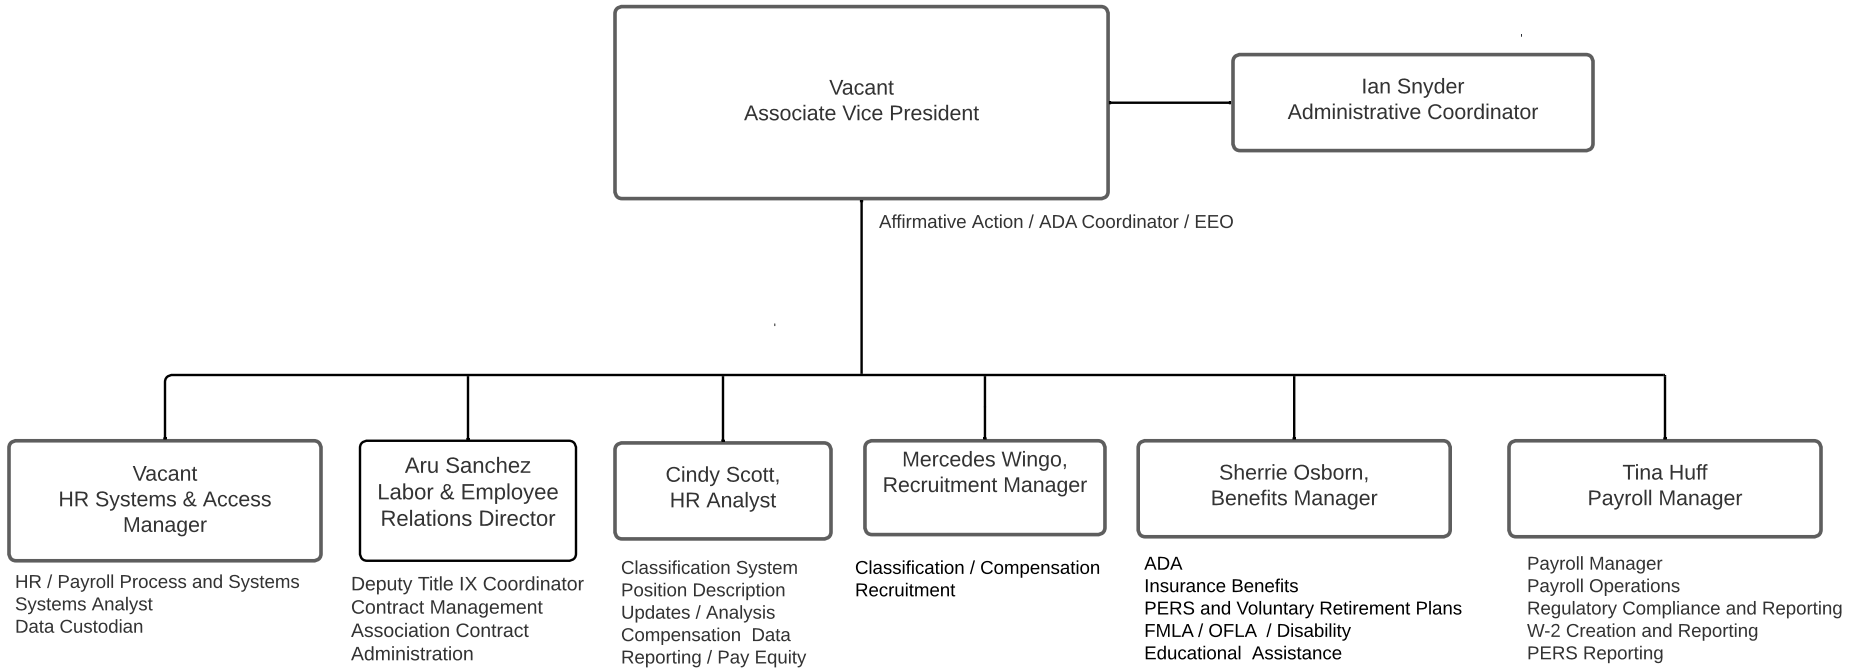 Vacant
Associate Vice President
Ian Snyder
Administrative Coordinator
Affirmative Action / ADA Coordinator / EEO
Vacant
HR Systems & Access
Manager
HR / Payroll Process and Systems
Systems Analyst
Data Custodian
Aru Sanchez
Labor & Employee
Relations Director
Deputy Title IX Coordinator
Contract Management
Association Contract
Administration
Cindy Scott,
HR Analyst
Classification System
Position Description
Updates / Analysis
Compensation  Data
Reporting / Pay Equity
Mercedes Wingo,
Recruitment Manager
Classification / Compensation
Recruitment
Sherrie Osborn,
Benefits Manager
ADA
Insurance Benefits
PERS and Voluntary Retirement Plans
FMLA / OFLA  / Disability
Educational  Assistance
Tina Huff
Payroll Manager
Payroll Manager
Payroll Operations
Regulatory Compliance and Reporting
W-2 Creation and Reporting
PERS Reporting